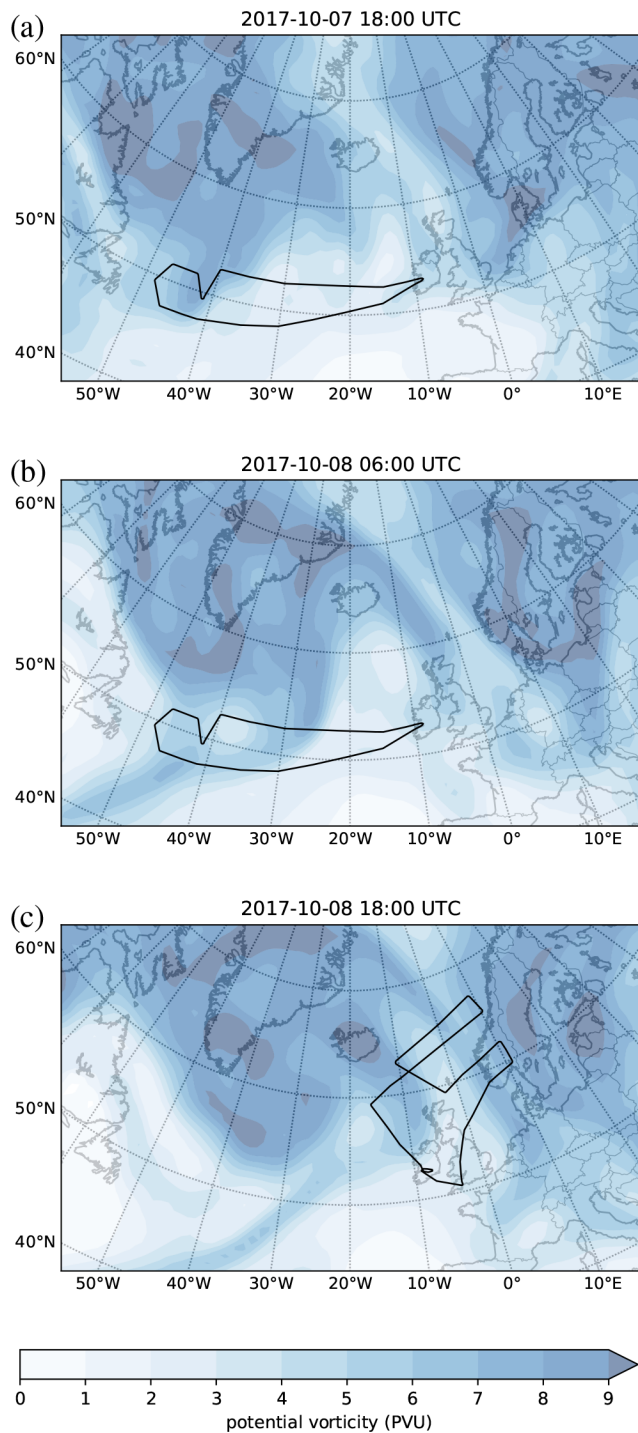 (a)
2017-10-07 18:00 UTC
60°N
50°N
40°N
50°W 40°W 30°W 20°W 10°W 0° 10°E
(b)
2017-10-08 06:00 UTC
60°N
50°N
40°N
50°W 40°W 30°W 20°W 10°W 0° 10°E
(c)
2017-10-08 18:00 UTC
60°N
50°N
40°N
50°W 40°W 30°W 20°W 10°W 0° 10°E
0 1 2 3 4 5 6 7 8 9
potential vorticity (PVU)